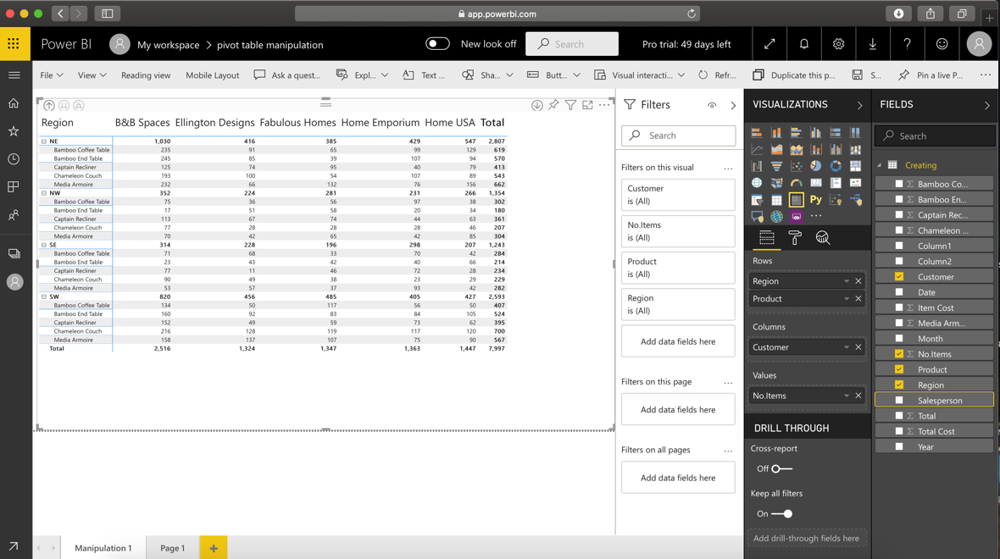 app.powerbi.com
Power BI My workspace > pivot table manipulation New look off Search Pro trial: 49 days left
File View Reading view Mobile Layout Ask a quest... Expl... Text ... Sha... Butt... Visual interacti... Refr... Duplicate this p... S... Pin a live P... ...
Region B&B Spaces Ellington Designs Fabulous Homes Home Emporium Home USA Total
NE 1,030 416 385 429 547 2,807
Bamboo Coffee Table 235 91 65 99 129 619
Bamboo End Table 245 85 39 107 94 570
Captain Recliner 125 74 95 40 79 413
Chameleon Couch 193 100 54 107 89 543
Media Armoire 232 66 132 76 156 662
NW 352 224 281 231 266 1,354
Bamboo Coffee Table 75 36 56 97 38 302
Bamboo End Table 17 51 58 20 34 180
Captain Recliner 113 67 74 44 63 361
Chameleon Couch 77 28 28 28 46 207
Media Armoire 70 42 65 42 85 304
SE 314 228 196 298 207 1,243
Bamboo Coffee Table 71 68 33 70 42 284
Bamboo End Table 23 43 42 40 66 214
Captain Recliner 77 11 46 72 28 234
Chameleon Couch 90 49 38 23 29 229
Media Armoire 53 57 37 93 42 282
SW 820 456 485 405 427 2,593
Bamboo Coffee Table 134 50 117 56 50 407
Bamboo End Table 160 92 83 84 105 524
Captain Recliner 152 49 59 73 62 395
Chameleon Couch 216 128 119 117 120 700
Media Armoire 158 137 107 75 90 567
Total 2,516 1,324 1,347 1,363 1,447 7,997
Filters
Search
Filters on this visual ...
Customer
is (All)
No.Items
is (All)
Product
is (All)
Region
is (All)
Add data fields here
Filters on this page ...
Add data fields here
Filters on all pages ...
Add data fields here
VISUALIZATIONS
Py
...
Rows
Region
Product
Columns
Customer
Values
No.Items
DRILL THROUGH
Cross-report
Off
Keep all filters
On
Add drill-through fields here
FIELDS
Search
Creating
Σ Bamboo Co...
Σ Bamboo En...
Σ Captain Rec...
Σ Chameleon ...
Column1
Column2
Customer
Date
Σ Item Cost
Σ Media Arm...
Month
Σ No.Items
Product
Region
Salesperson
Σ Total
Σ Total Cost
Year
Manipulation 1 Page 1 +